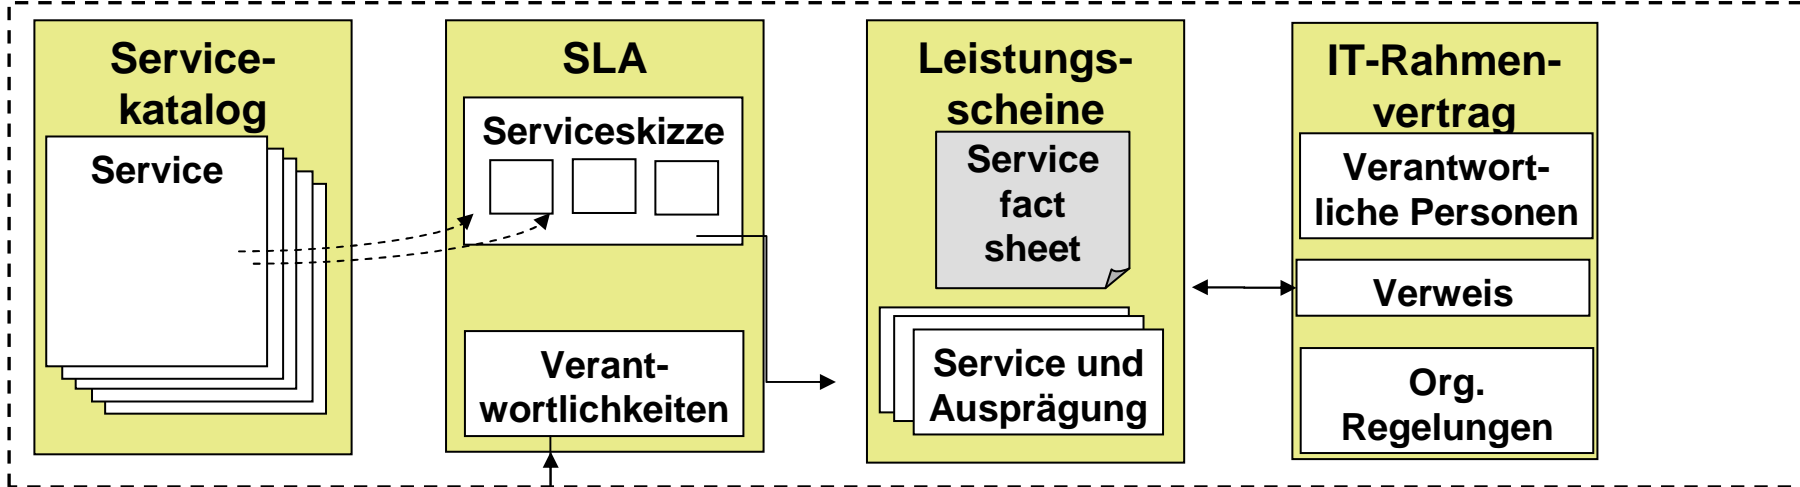 Service-
katalog
Service
SLA
Serviceskizze
Verant-
wortlichkeiten
Leistungs-
scheine
Service
fact
sheet
Service und
Ausprägung
IT-Rahmen-
vertrag
Verantwort-
liche Personen
Verweis
Org.
Regelungen